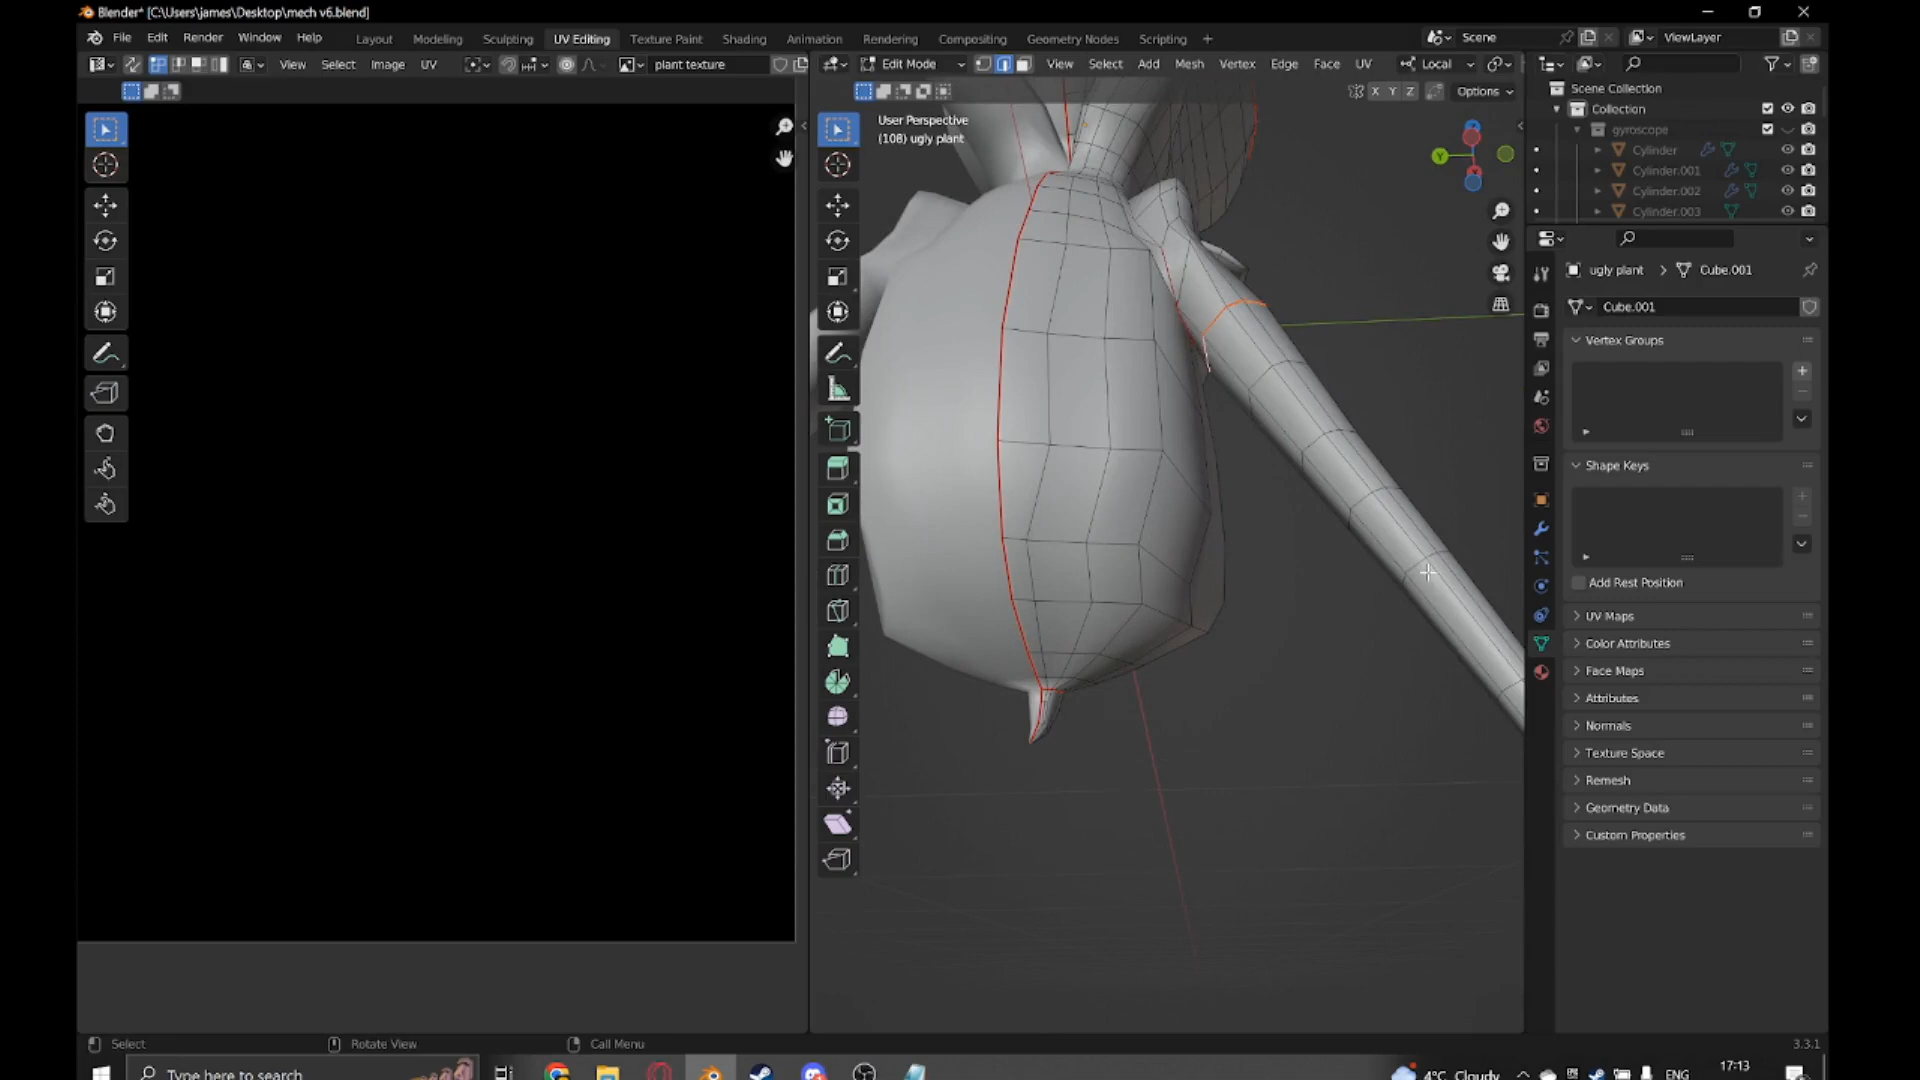 Blender* [C:\Users\james\Desktop\mech v6.blend]
File Edit Render Window Help Layout Modeling Sculpting UV Editing Texture Paint Shading Animation Rendering Compositing Geometry Nodes Scripting + Scene ViewLayer
View Select Image UV plant texture
Edit Mode View Select Add Mesh Vertex Edge Face UV Local
X Y Z Options
User Perspective
(108) ugly plant
Y
Scene Collection
Collection
gyroscope
Cylinder
Cylinder.001
Cylinder.002
Cylinder.003
ugly plant Cube.001
Cube.001
Vertex Groups
Shape Keys
Add Rest Position
UV Maps
Color Attributes
Face Maps
Attributes
Normals
Texture Space
Remesh
Geometry Data
Custom Properties
Select Rotate View Call Menu 3.3.1
Type here to search 4°C Cloudy ENG 17:13